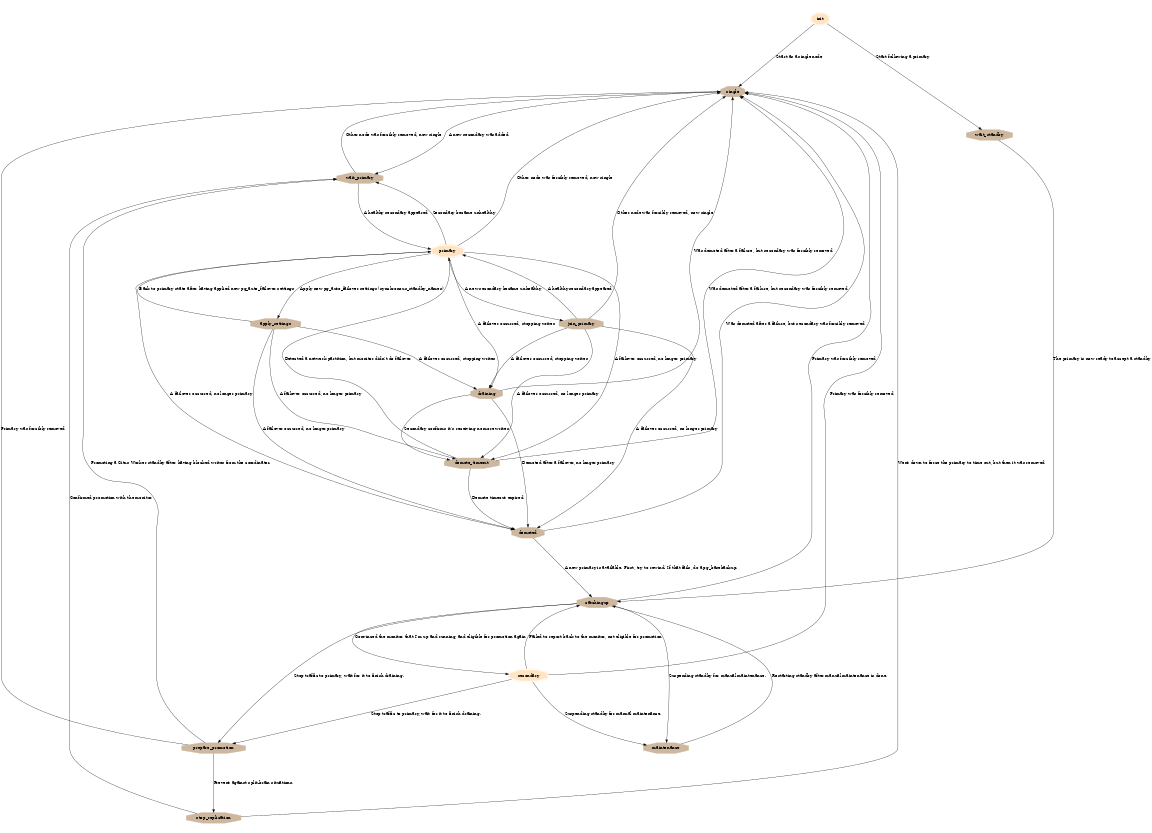 init
Start as a single node
Start following a primary
single
wait_standby
Other node was forcibly removed, now single
A new secondary was added
wait_primary
Other node was forcibly removed, now single
A healthy secondary appeared
Secondary became unhealthy
Other node was forcibly removed, now single
primary
Was demoted after a failure, but secondary was forcibly removed
Back to primary state after having applied new pg_auto_failover settings
Apply new pg_auto_failover settings (synchronous_standby_names)
A new secondary became unhealthy
A healthy secondary appeared
Was demoted after a failure, but secondary was forcibly removed
apply_settings
join_primary
A failover occurred, stopping writes
Was demoted after a failure, but secondary was forcibly removed
Detected a network partition, but monitor didn't do failover
A failover occurred, stopping writes
A failover occurred, stopping writes
A failover occurred, no longer primary
Primary was forcibly removed
The primary is now ready to accept a standby
draining
A failover occurred, no longer primary
A failover occurred, no longer primary
A failover occurred, no longer primary
Primary was forcibly removed
Primary was forcibly removed
A failover occurred, no longer primary
Secondary confirms it's receiving no more writes
A failover occurred, no longer primary
Promoting a Citus Worker standby after having blocked writes from the coordinator.
demote_timeout
Demoted after a failover, no longer primary
Went down to force the primary to time out, but then it was removed
Confirmed promotion with the monitor
Demote timeout expired
demoted
A new primary is available. First, try to rewind. If that fails, do a pg_basebackup.
catchingup
Convinced the monitor that I'm up and running, and eligible for promotion again
Failed to report back to the monitor, not eligible for promotion
Stop traffic to primary, wait for it to finish draining.
secondary
Suspending standby for manual maintenance.
Restarting standby after manual maintenance is done.
Stop traffic to primary, wait for it to finish draining.
Suspending standby for manual maintenance.
prepare_promotion
maintenance
Prevent against split-brain situations.
stop_replication